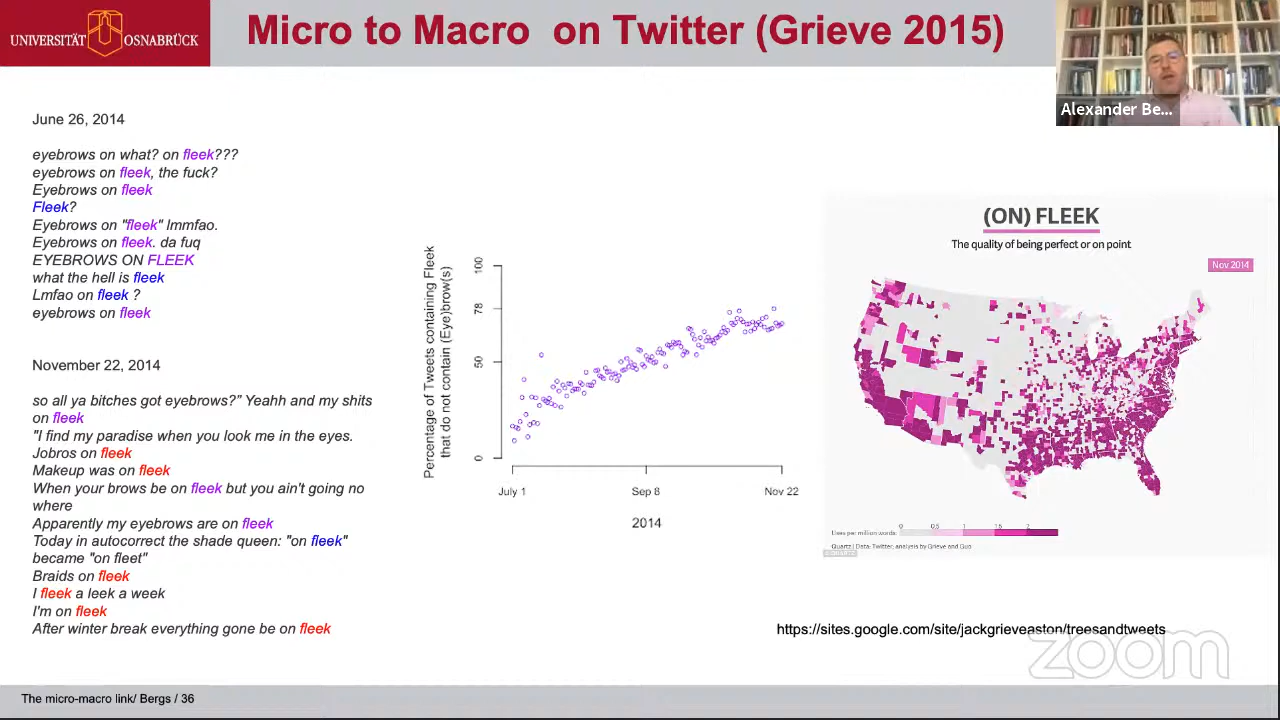 UNIVERSITÄT OSNABRÜCK
Micro to Macro on Twitter (Grieve 2015)
Alexander Be...
June 26, 2014
eyebrows on what? on fleek???
eyebrows on fleek, the fuck?
Eyebrows on fleek
Fleek?
Eyebrows on "fleek" lmmfao.
Eyebrows on fleek. da fuq
EYEBROWS ON FLEEK
what the hell is fleek
Lmfao on fleek ?
eyebrows on fleek
November 22, 2014
so all ya bitches got eyebrows?" Yeahh and my shits
on fleek
"I find my paradise when you look me in the eyes.
Jobros on fleek
Makeup was on fleek
When your brows be on fleek but you ain't going no
where
Apparently my eyebrows are on fleek
Today in autocorrect the shade queen: "on fleek"
became "on fleet"
Braids on fleek
I fleek a leek a week
I'm on fleek
After winter break everything gone be on fleek
Percentage of Tweets containing Fleek
that do not contain (Eye)brow(s)
100
78
50
0
July 1
Sep 8
Nov 22
2014
(ON) FLEEK
The quality of being perfect or on point
Nov 2014
Uses per million words:
0 0.5 1 1.5 2
Quartz | Data: Twitter, analysis by Grieve and Guo
https://sites.google.com/site/jackgrieveaston/treesandtweets
zoom
The micro-macro link/ Bergs / 36